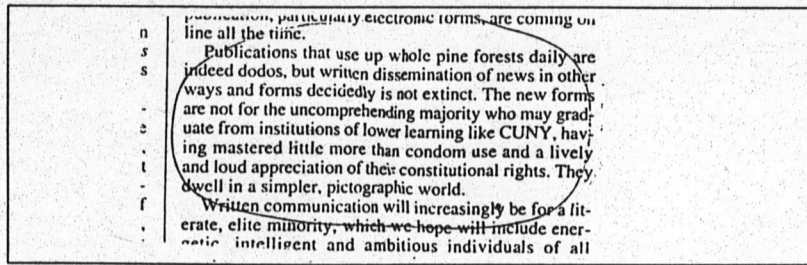 publication, particularly electronic forms, are coming on
n line all the time.
s Publications that use up whole pine forests daily are
s indeed dodos, but written dissemination of news in other
ways and forms decidedly is not extinct. The new forms
- are not for the uncomprehending majority who may grad-
e uate from institutions of lower learning like CUNY, hav-
. ing mastered little more than condom use and a lively
t and loud appreciation of their constitutional rights. They
- dwell in a simpler, pictographic world.
f Written communication will increasingly be for a lit-
. erate, elite minority, which we hope will include ener-
getic, intelligent and ambitious individuals of all